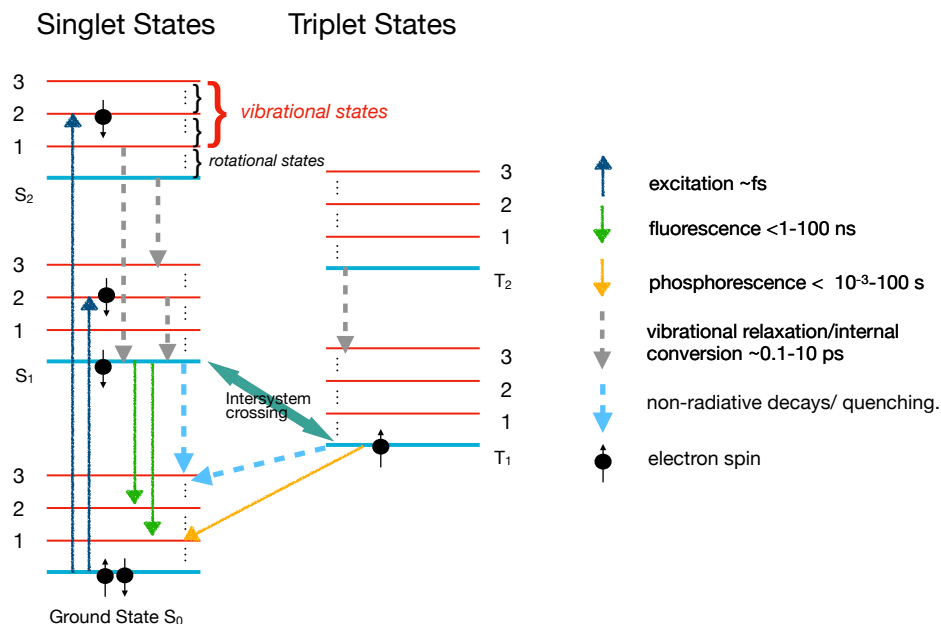 Singlet States
Triplet States
3
2
1
S₂
vibrational states
rotational states
3
2
1
S₁
3
2
1
Ground State S₀
3
2
1
T₂
3
2
1
T₁
Intersystem
crossing
excitation ~fs
fluorescence <1-100 ns
phosphorescence < 10⁻³-100 s
vibrational relaxation/internal
conversion ~0.1-10 ps
non-radiative decays/ quenching.
electron spin